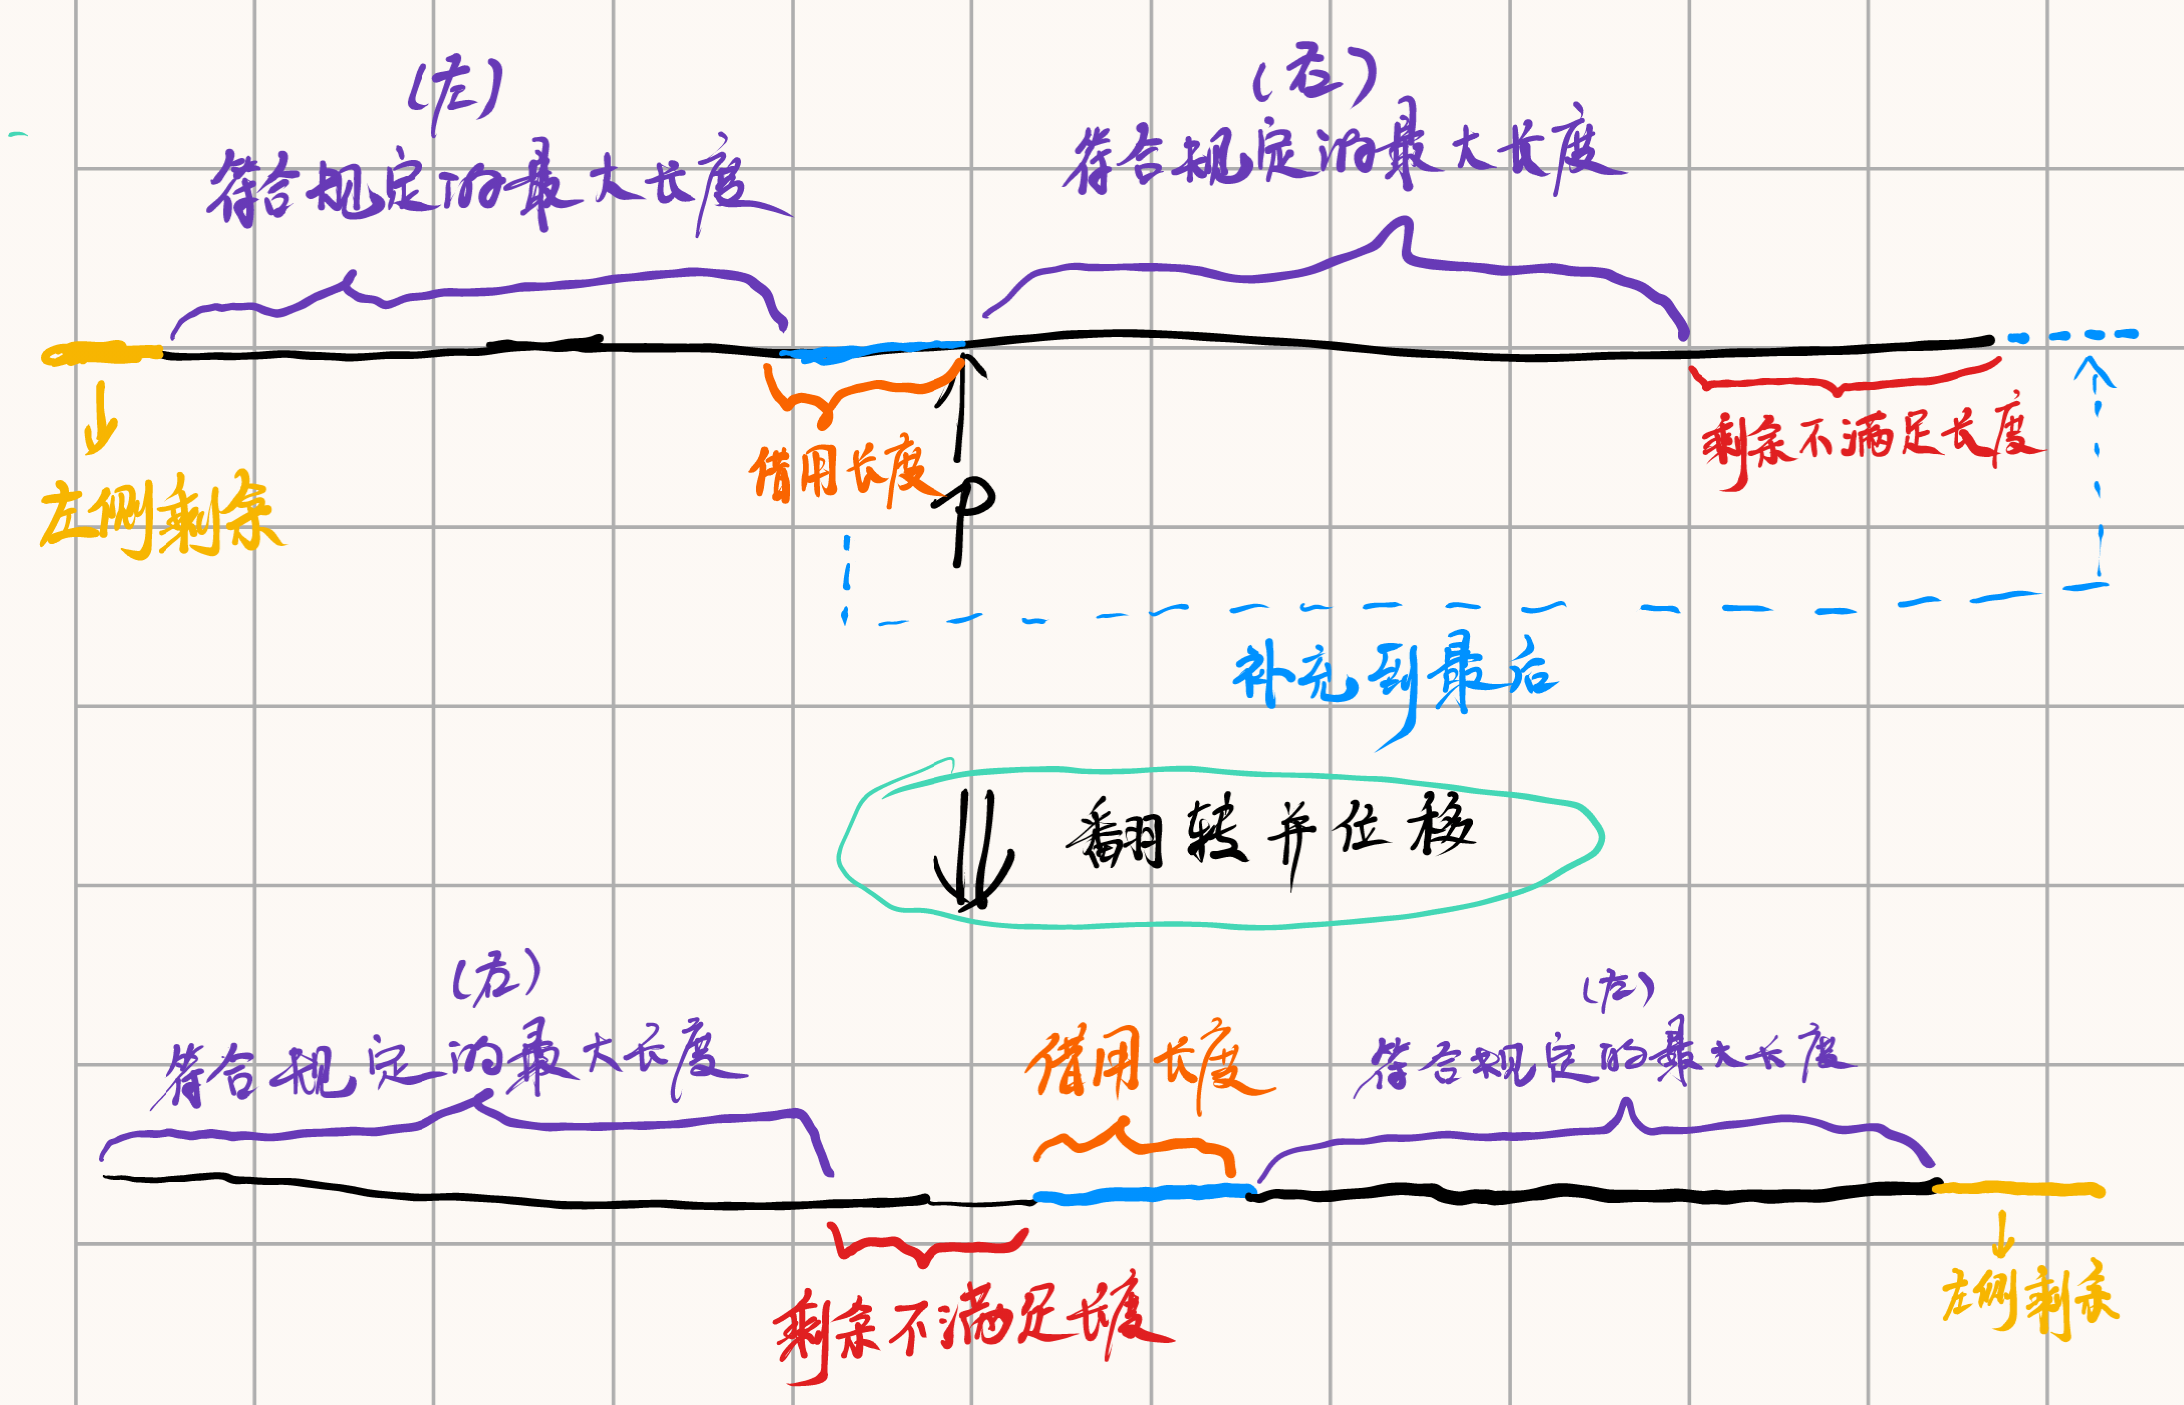 (左)
符合规定的最大长度
(右)
符合规定的最大长度
左侧剩余
借用长度
P
剩余不满足长度
补充到最后
翻转并位移
(右)
符合规定的最大长度
借用长度
(左)
符合规定的最大长度
剩余不满足长度
左侧剩余